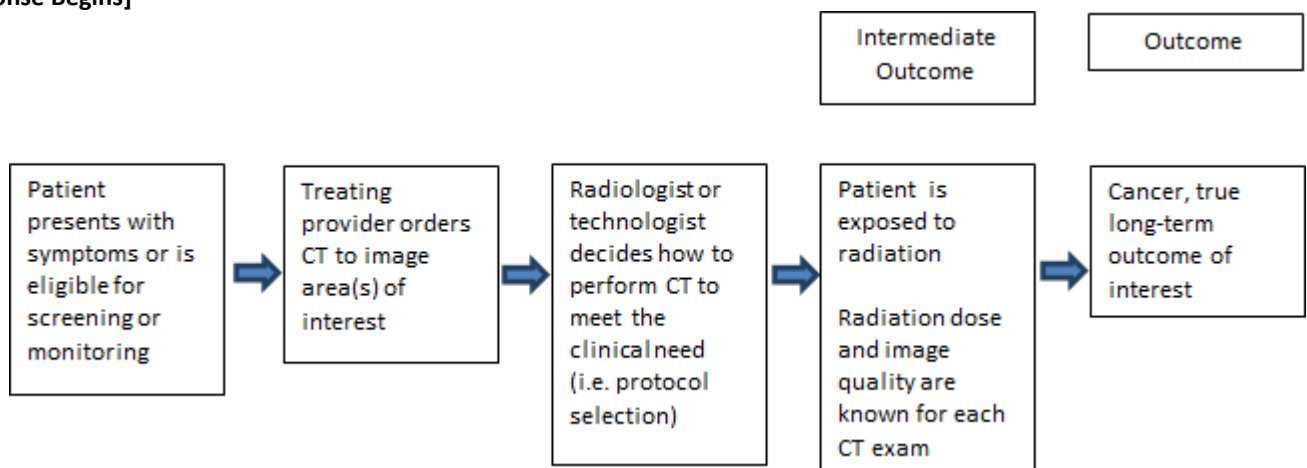 onse Begins]
Intermediate
Outcome
Outcome
Patient
presents with
symptoms or is
eligible for
screening or
monitoring
Treating
provider orders
CT to image
area(s) of
interest
Radiologist or
technologist
decides how to
perform CT to
meet the
clinical need
(i.e. protocol
selection)
Patient is
exposed to
radiation
Radiation dose
and image
quality are
known for each
CT exam
Cancer, true
long-term
outcome of
interest